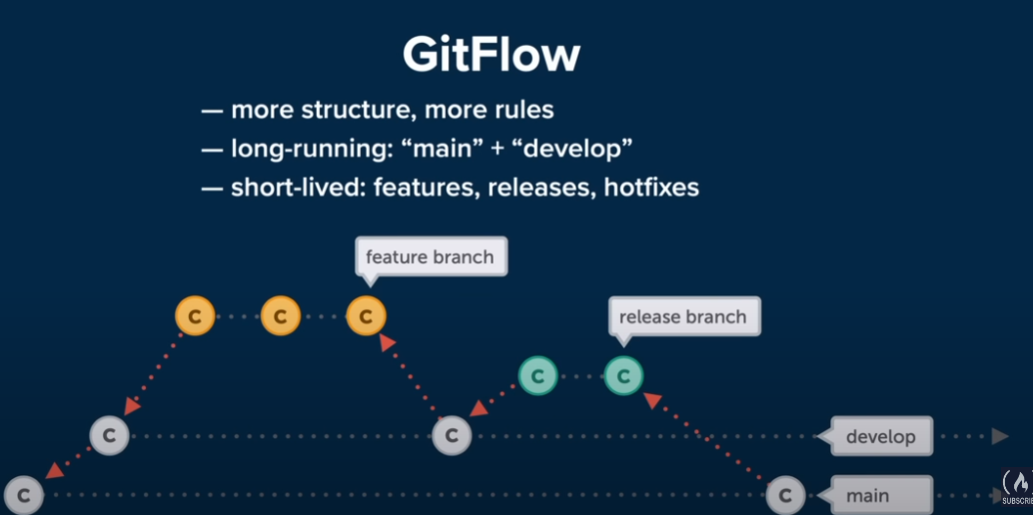 GitFlow
— more structure, more rules
— long-running: “main” + “develop”
— short-lived: features, releases, hotfixes
feature branch
C C C
release branch
C C
C C
develop
C C
main